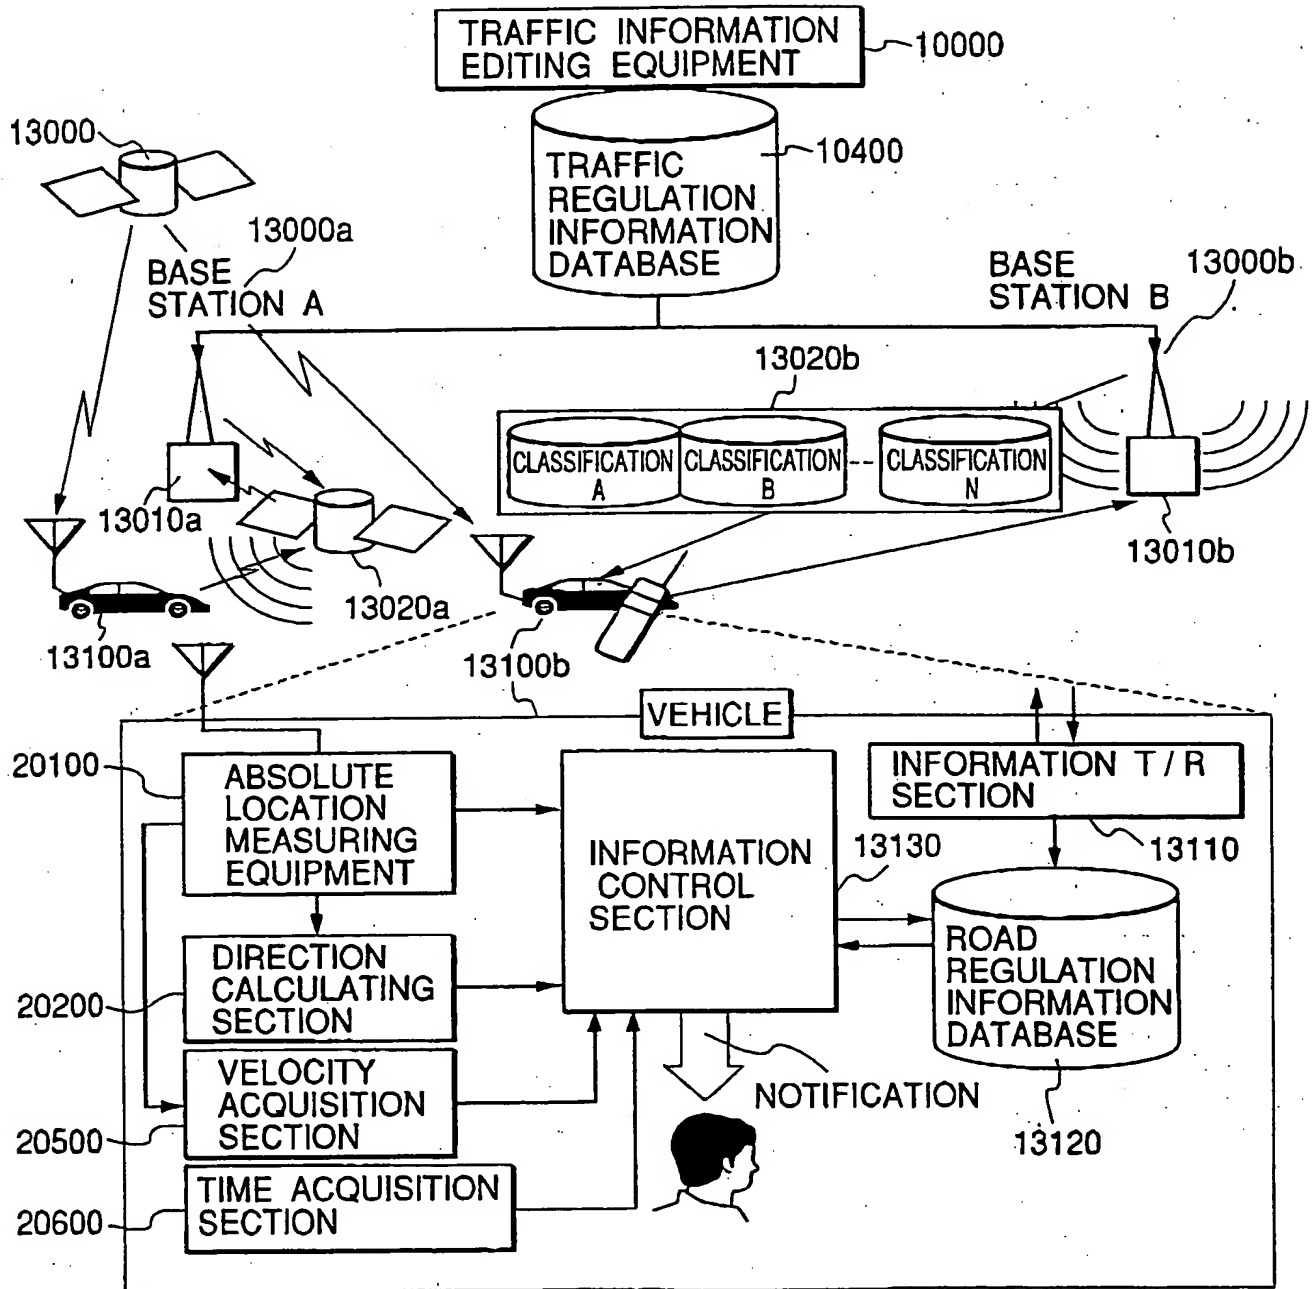 TRAFFIC INFORMATION
EDITING EQUIPMENT
10000
13000
TRAFFIC
REGULATION
INFORMATION
DATABASE
10400
13000a
BASE
STATION A
BASE
STATION B
13000b
13020b
CLASSIFICATION
A
CLASSIFICATION
B
CLASSIFICATION
N
13010a
13010b
13020a
13100a
13100b
VEHICLE
20100
ABSOLUTE
LOCATION
MEASURING
EQUIPMENT
INFORMATION T / R
SECTION
13110
INFORMATION
CONTROL
SECTION
13130
20200
DIRECTION
CALCULATING
SECTION
ROAD
REGULATION
INFORMATION
DATABASE
13120
20500
VELOCITY
ACQUISITION
SECTION
NOTIFICATION
20600
TIME ACQUISITION
SECTION